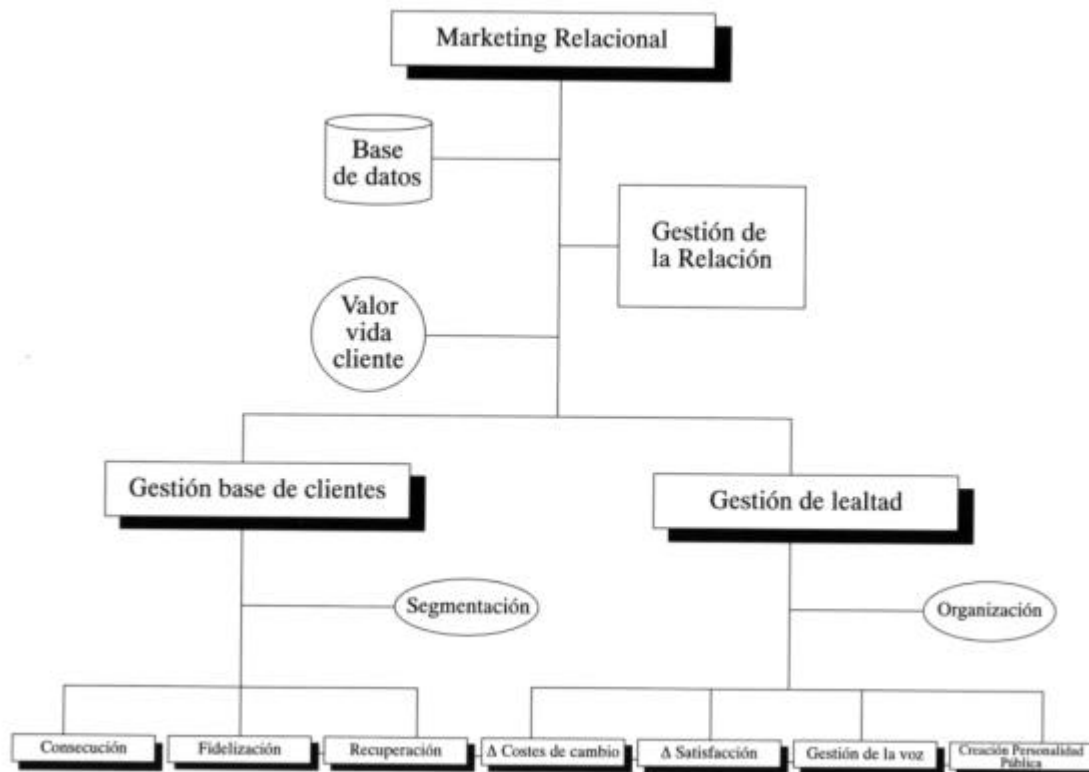 Marketing Relacional
Base
de datos
Gestión de
la Relación
Valor
vida
cliente
Gestión base de clientes
Gestión de lealtad
Segmentación
Organización
Consecución
Fidelización
Recuperación
Δ Costes de cambio
Δ Satisfacción
Gestión de la voz
Creación Personalidad
Pública